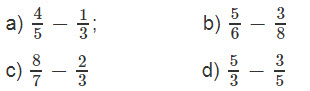 a) 4/5 − 1/3; b) 5/6 − 3/8
c) 8/7 − 2/3 d) 5/3 − 3/5